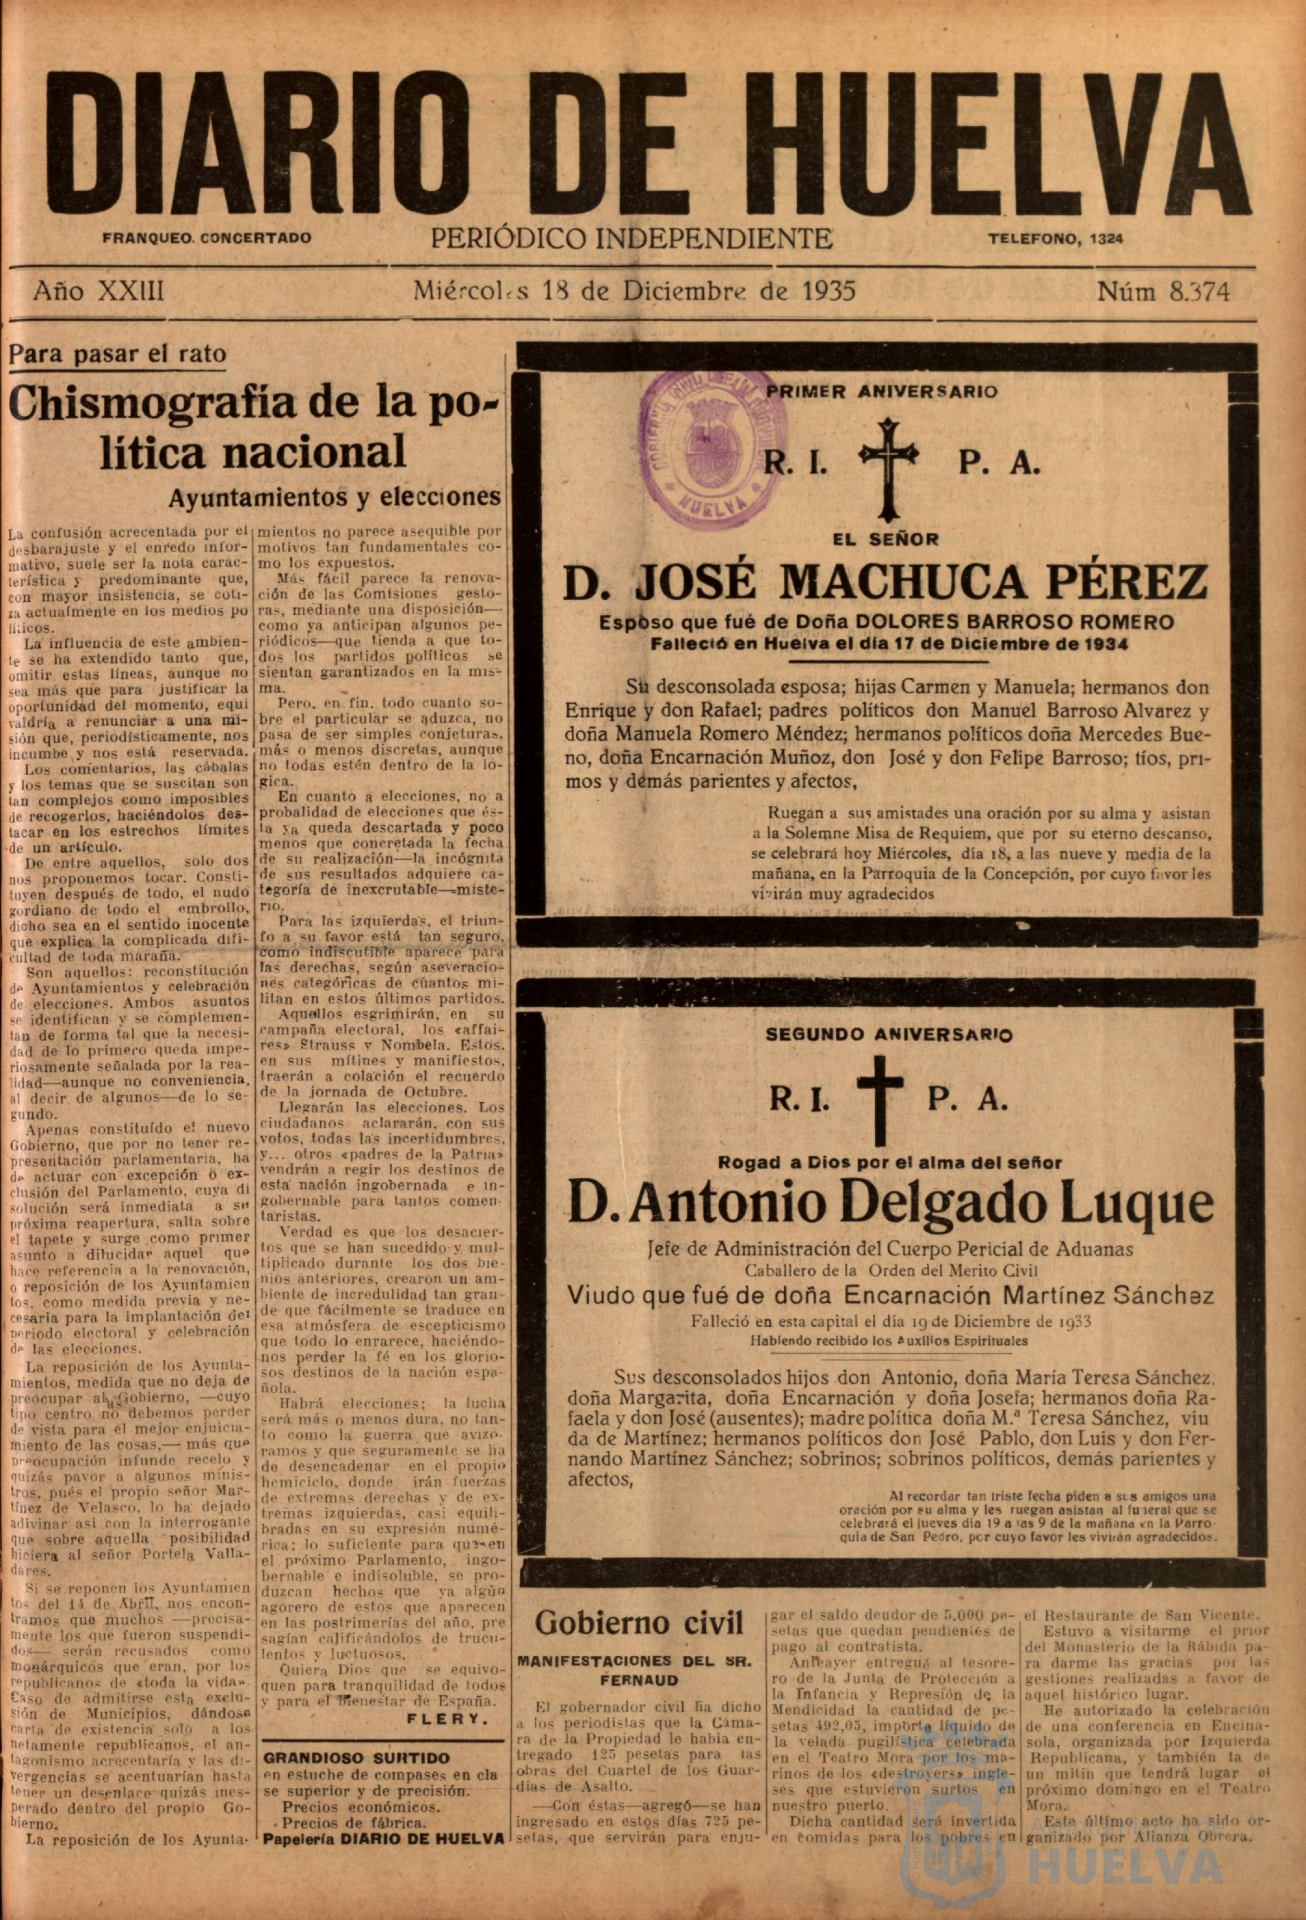 DIARIO DE HUELVA
FRANQUEO. CONCERTADO
PERIÓDICO INDEPENDIENTE
TELEFONO, 1324
Año XXIII
Miércoles 18 de Diciembre de 1935
Núm 8.374
Para pasar el rato
Chismografía de la po-
lítica nacional
Ayuntamientos y elecciones
La confusión acrecentada por el
desbarajuste y el enredo infor-
mativo, suele ser la nota carac-
terística y predominante que,
con mayor insistencia, se coti-
za actualmente en los medios po
líticos.
La influencia de este ambien-
te se ha extendido tanto que,
omitir estas líneas, aunque no
sea más que para justificar la
oportunidad del momento, equi
valdría a renunciar a una mi-
sión que, periodísticamente, nos
incumbe y nos está reservada.
Los comentarios, las cábalas
y los temas que se suscitan son
tan complejos como imposibles
de recogerlos, haciéndolos des-
tacar en los estrechos límites
de un artículo.
De entre aquellos, solo dos
nos proponemos tocar. Consti-
tuyen después de todo, el nudo
gordiano de todo el embrollo,
dicho sea en el sentido inocente
que explica la complicada difi-
cultad de toda maraña.
Son aquellos: reconstitución
de Ayuntamientos y celebración
de elecciones. Ambos asuntos
se identifican y se complemen-
tan de forma tal que la necesi-
dad de lo primero queda impe-
riosamente señalada por la rea-
lidad—aunque no conveniencia,
al decir de algunos—de lo se-
gundo.
Apenas constituído el nuevo
Gobierno, que por no tener re-
presentación parlamentaria, ha
de actuar con excepción o ex-
clusión del Parlamento, cuya di
solución será inmediata a su
próxima reapertura, salta sobre
el tapete y surge como primer
asunto a dilucidar aquel que
hace referencia a la renovación,
o reposición de los Ayuntamien
tos, como medida previa y ne-
cesaria para la implantación del
periodo electoral y celebración
de las elecciones.
La reposición de los Ayunta-
mientos, medida que no deja de
preocupar al Gobierno, —cuyo
tipo centro no debemos perder
de vista para el mejor enjuicia-
miento de las cosas,— más que
preocupación infunde recelo y
quizás pavor a algunos minis-
tros, pués el propio señor Mar-
tínez de Velasco, lo ha dejado
adivinar asi con la interrogante
que sobre aquella posibilidad
hiciera al señor Portela Valla-
dares.
Si se reponen los Ayuntamien
tos del 14 de Abril, nos encon-
tramos que muchos —precisa-
mente los que fueron suspendi-
dos— serán recusados como
monárquicos que eran, por los
republicanos de «toda la vida».
Caso de admitirse esta exclu-
sión de Municipios, dándose
carta de existencia solo a los
netamente republicanos, el an-
tagonismo acrecentaría y las di-
vergencias se acentuarían hasta
tener un desenlace quizás ines-
perado dentro del propio Go-
bierno.
La reposición de los Ayunta-
mientos no parece asequible por
motivos tan fundamentales co-
mo los expuestos.
Más fácil parece la renova-
ción de las Comisiones gesto-
ras, mediante una disposición—
como ya anticipan algunos pe-
riódicos—que tienda a que to-
dos los partidos políticos se
sientan garantizados en la mis-
ma.
Pero, en fin, todo cuanto so-
bre el particular se aduzca, no
pasa de ser simples conjeturas,
más o menos discretas, aunque
no todas estén dentro de la ló-
gica.
En cuanto a elecciones, no a
probalidad de elecciones que és-
ta ya queda descartada y poco
menos que concretada la fecha
de su realización—la incógnita
de sus resultados adquiere ca-
tegoría de inexcrutable—miste-
rio.
Para las izquierdas, el triun-
fo a su favor está tan seguro,
como indiscutible aparece para
las derechas, según aseveracio-
nes categóricas de cuantos mi-
litan en estos últimos partidos.
Aquellos esgrimirán, en su
campaña electoral, los «affai-
res» Strauss y Nombela. Estos,
en sus mítines y manifiestos,
traerán a colación el recuerdo
de la jornada de Octubre.
Llegarán las elecciones. Los
ciudadanos aclararán, con sus
votos, todas las incertidumbres,
y... otros «padres de la Patria»
vendrán a regir los destinos de
esta nación ingobernada e in-
gobernable para tantos comen-
taristas.
Verdad es que los desacier-
tos que se han sucedido y mul-
tiplicado durante los dos bie-
nios anteriores, crearon un am-
biente de incredulidad tan gran-
de que fácilmente se traduce en
esa atmósfera de escepticismo
que todo lo enrarece, haciéndo-
nos perder la fé en los glorio-
sos destinos de la nación espa-
ñola.
Habrá elecciones; la lucha
será más o menos dura, no tan-
to como la guerra que avizo-
ramos y que seguramente se ha
de desencadenar en el propio
hemiciclo, donde irán fuerzas
de extremas derechas y de ex-
tremas izquierdas, casi equili-
bradas en su expresión numé-
rica; lo suficiente para que en
el próximo Parlamento, ingo-
bernable e indisoluble, se pro-
duzcan hechos que ya algún
agorero de estos que aparecen
en las postrimerías del año, pre
sagían calificándolos de trucu-
lentos y luctuosos.
Quiera Dios que se equivo-
quen para tranquilidad de todos
y para el bienestar de España.
FLERY.
GRANDIOSO SURTIDO
en estuche de compases en cla
se superior y de precisión.
Precios económicos.
Precios de fábrica.
Papelería DIARIO DE HUELVA
PRIMER ANIVERSARIO
R. I. P. A.
HUELVA
EL SEÑOR
D. JOSÉ MACHUCA PÉREZ
Esposo que fué de Doña DOLORES BARROSO ROMERO
Falleció en Huelva el día 17 de Diciembre de 1934
Su desconsolada esposa; hijas Carmen y Manuela; hermanos don
Enrique y don Rafael; padres políticos don Manuel Barroso Alvarez y
doña Manuela Romero Méndez; hermanos políticos doña Mercedes Bue-
no, doña Encarnación Muñoz, don José y don Felipe Barroso; tíos, pri-
mos y demás parientes y afectos,
Ruegan a sus amistades una oración por su alma y asistan
a la Solemne Misa de Requiem, que por su eterno descanso,
se celebrará hoy Miércoles, día 18, a las nueve y media de la
mañana, en la Parroquia de la Concepción, por cuyo favor les
vivirán muy agradecidos
SEGUNDO ANIVERSARIO
R. I. P. A.
Rogad a Dios por el alma del señor
D. Antonio Delgado Luque
Jefe de Administración del Cuerpo Pericial de Aduanas
Caballero de la Orden del Merito Civil
Viudo que fué de doña Encarnación Martínez Sánchez
Falleció en esta capital el día 19 de Diciembre de 1933
Habiendo recibido los Auxilios Espirituales
Sus desconsolados hijos don Antonio, doña María Teresa Sánchez,
doña Margarita, doña Encarnación y doña Josefa; hermanos doña Ra-
faela y don José (ausentes); madre política doña M.ª Teresa Sánchez, viu
da de Martínez; hermanos políticos don José Pablo, don Luis y don Fer-
nando Martínez Sánchez; sobrinos; sobrinos políticos, demás parientes y
afectos,
Al recordar tan triste fecha piden a sus amigos una
oración por su alma y les ruegan asistan al funeral que se
celebrará el jueves día 19 a las 9 de la mañana en la Parro-
quia de San Pedro, por cuyo favor les vivirán agradecidos.
Gobierno civil
MANIFESTACIONES DEL SR.
FERNAUD
El gobernador civil ha dicho
a los periodistas que la Cáma-
ra de la Propiedad le había en-
tregado 125 pesetas para las
obras del Cuartel de los Guar-
dias de Asalto.
—Con éstas—agregó—se han
ingresado en estos días 725 pe-
setas, que servirán para enju-
gar el saldo deudor de 5.000 pe-
setas que quedan pendientes de
pago al contratista.
Anteayer entregué al tesore-
ro de la Junta de Protección a
la Infancia y Represión de la
Mendicidad la cantidad de pe-
setas 492,05, importe líquido de
la velada pugilística celebrada
en el Teatro Mora por los ma-
rinos de los «destroyers» ingle-
ses que estuvieron surtos en
nuestro puerto.
Dicha cantidad será invertida
en comidas para los pobres en
el Restaurante de San Vicente.
Estuvo a visitarme el prior
del Monasterio de la Rábida pa-
ra darme las gracias por las
gestiones realizadas a favor de
aquel histórico lugar.
He autorizado la celebración
de una conferencia en Encina-
sola, organizada por Izquierda
Republicana, y también la de
un mitin que tendrá lugar el
próximo domingo en el Teatro
Mora.
Este último acto ha sido or-
ganizado por Alianza Obrera.
HUELVA